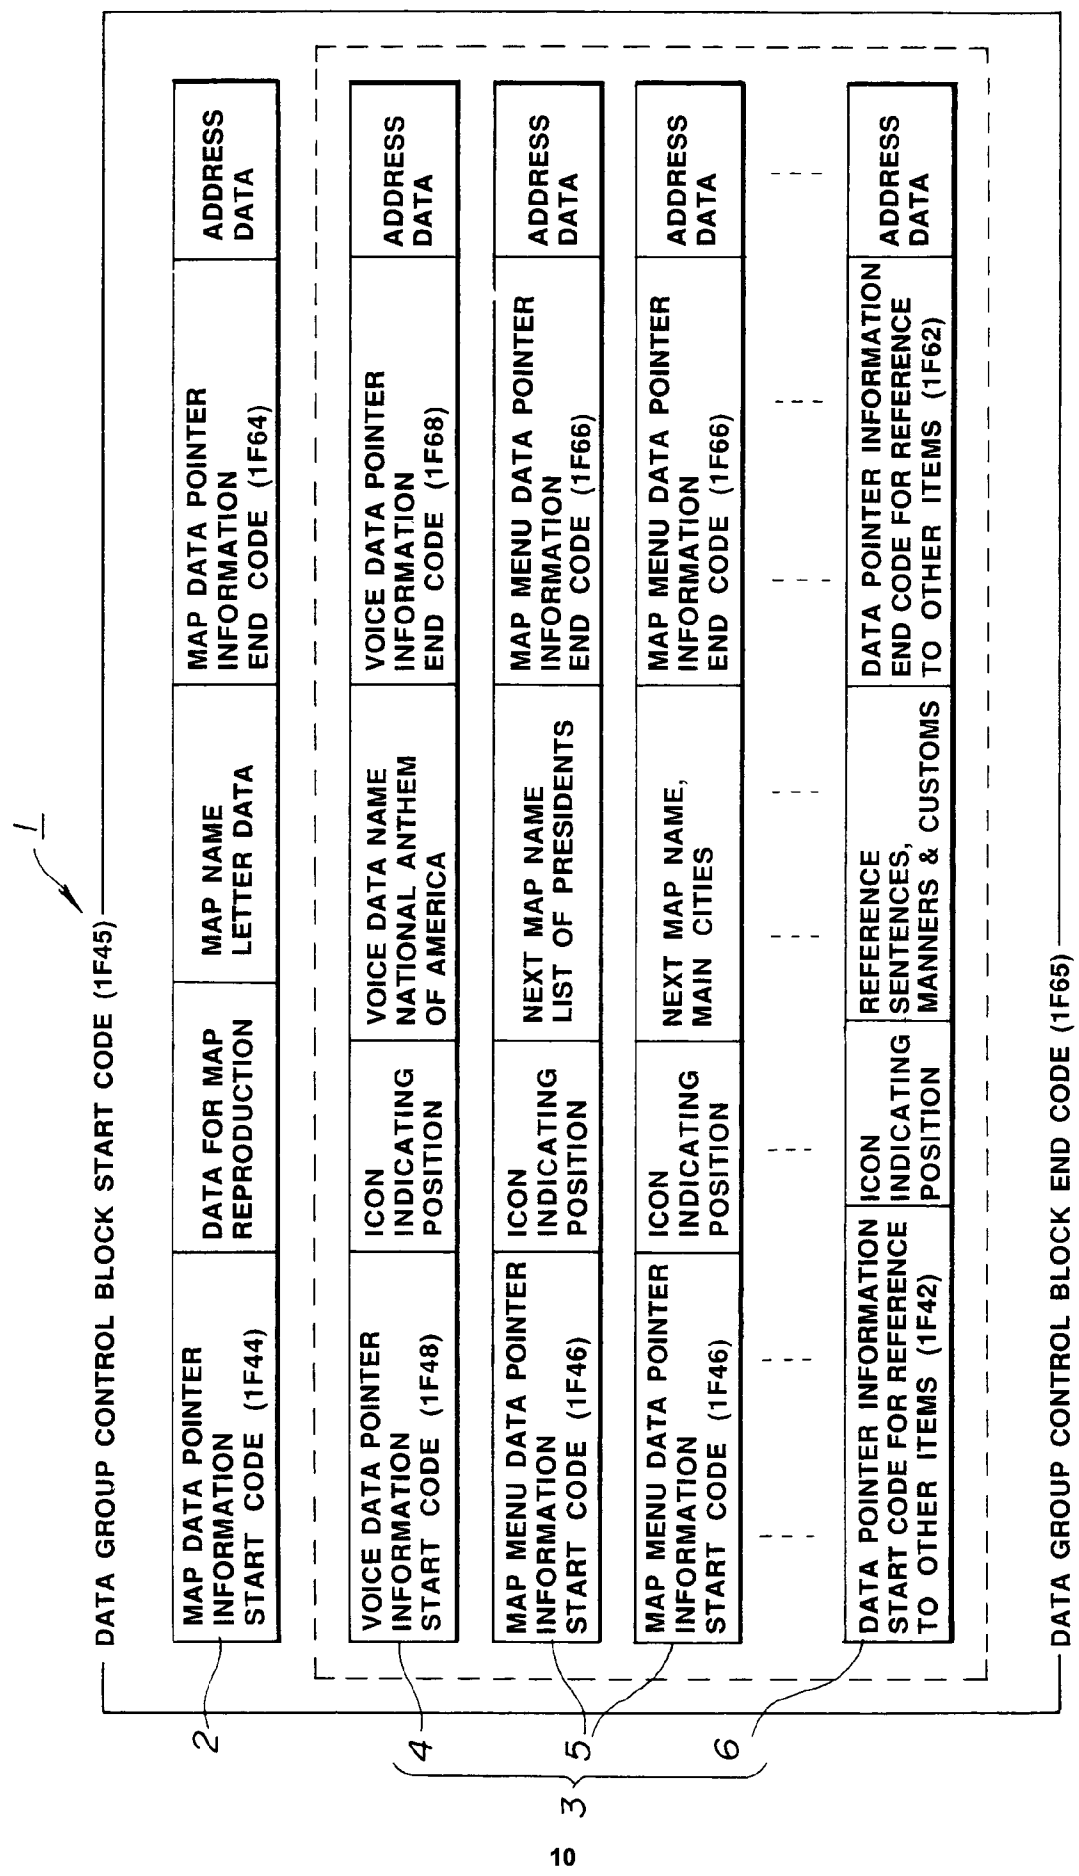 1
DATA GROUP CONTROL BLOCK START CODE (1F45)
2
MAP DATA POINTER
INFORMATION
START CODE (1F44)
DATA FOR MAP
REPRODUCTION
MAP NAME
LETTER DATA
MAP DATA POINTER
INFORMATION
END CODE (1F64)
ADDRESS
DATA
3
4
VOICE DATA POINTER
INFORMATION
START CODE (1F48)
ICON
INDICATING
POSITION
VOICE DATA NAME
NATIONAL ANTHEM
OF AMERICA
VOICE DATA POINTER
INFORMATION
END CODE (1F68)
ADDRESS
DATA
5
MAP MENU DATA POINTER
INFORMATION
START CODE (1F46)
ICON
INDICATING
POSITION
NEXT MAP NAME
LIST OF PRESIDENTS
MAP MENU DATA POINTER
INFORMATION
END CODE (1F66)
ADDRESS
DATA
MAP MENU DATA POINTER
INFORMATION
START CODE (1F46)
ICON
INDICATING
POSITION
NEXT MAP NAME,
MAIN CITIES
MAP MENU DATA POINTER
INFORMATION
END CODE (1F66)
ADDRESS
DATA
6
DATA POINTER INFORMATION
START CODE FOR REFERENCE
TO OTHER ITEMS (1F42)
ICON
INDICATING
POSITION
REFERENCE
SENTENCES,
MANNERS & CUSTOMS
DATA POINTER INFORMATION
END CODE FOR REFERENCE
TO OTHER ITEMS (1F62)
ADDRESS
DATA
DATA GROUP CONTROL BLOCK END CODE (1F65)
10